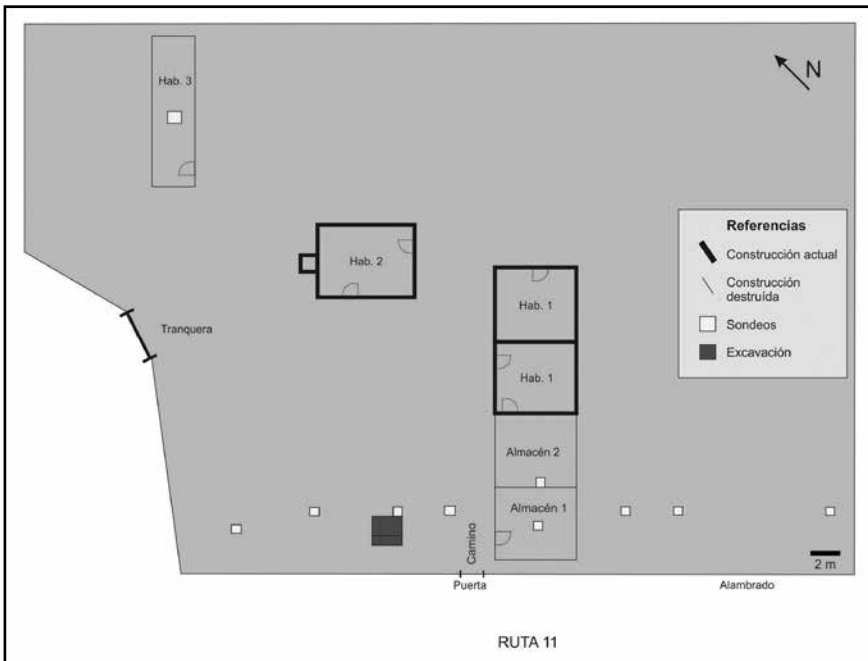 Hab. 3
N
Referencias
Construcción actual
Construcción
destruída
Sondeos
Excavación
Hab. 2
Hab. 1
Tranquera
Hab. 1
Almacén 2
Almacén 1
Camino
2 m
Puerta
Alambrado
RUTA 11